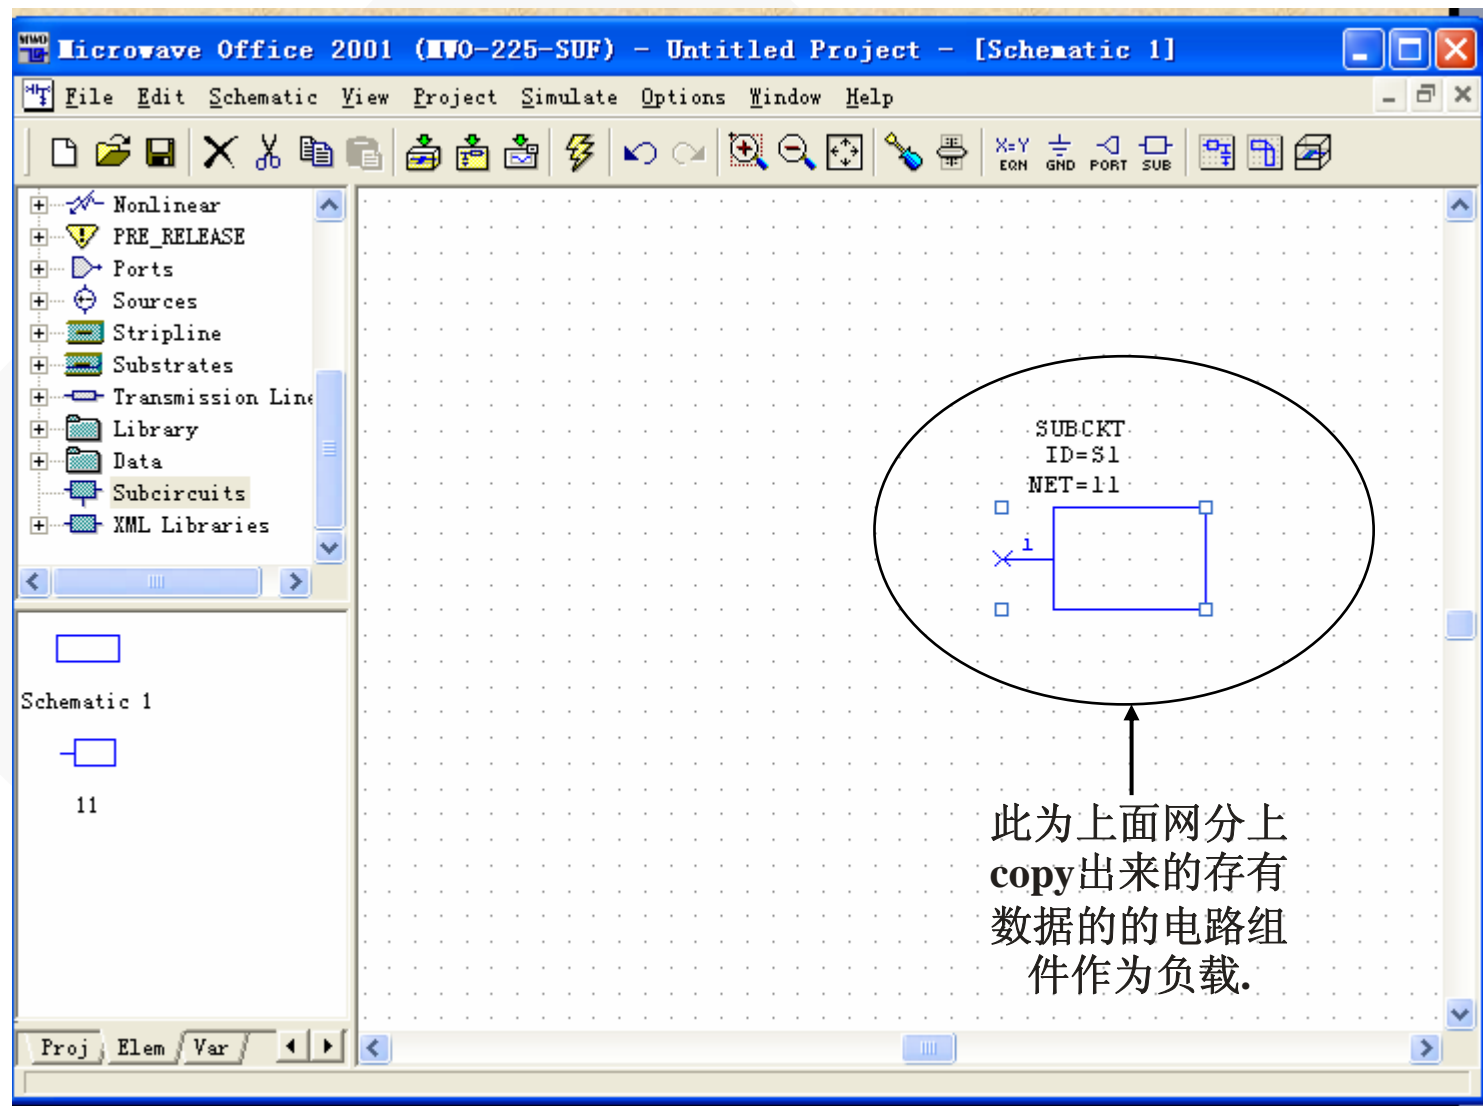 Microwave Office 2001 (MWO-225-SUF) - Untitled Project - [Schematic 1]
File Edit Schematic View Project Simulate Options Window Help
X=Y EQN GND PORT SUB
Nonlinear
PRE_RELEASE
Ports
Sources
Stripline
Substrates
Transmission Line
Library
Data
Subcircuits
XML Libraries
Schematic 1
11
Proj Elem Var
SUBCKT
ID=S1
NET=11
1
此为上面网分上
copy出来的存有
数据的的电路组
件作为负载.